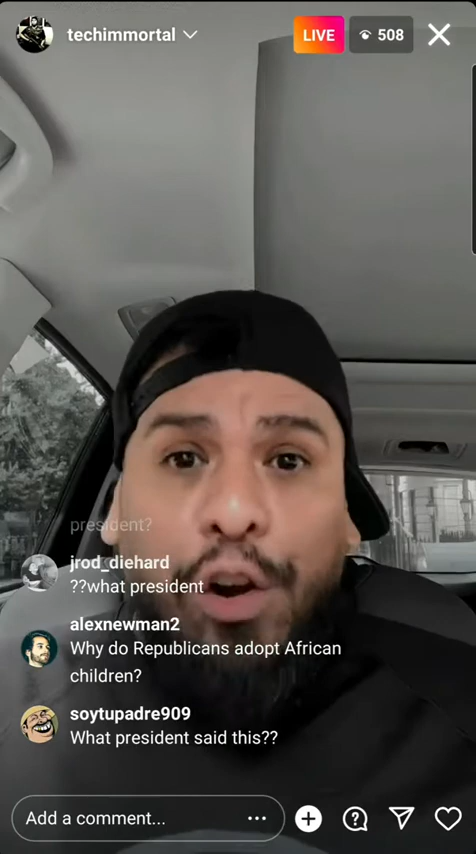 techimmortal
LIVE
508
president?
jrod_diehard
??what president
alexnewman2
Why do Republicans adopt African
children?
soytupadre909
What president said this??
Add a comment...